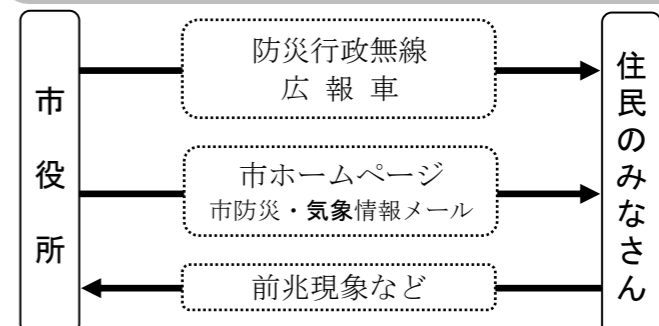 市役所
防災行政無線
広報車
市ホームページ
市防災・気象情報メール
前兆現象など
住民のみなさん